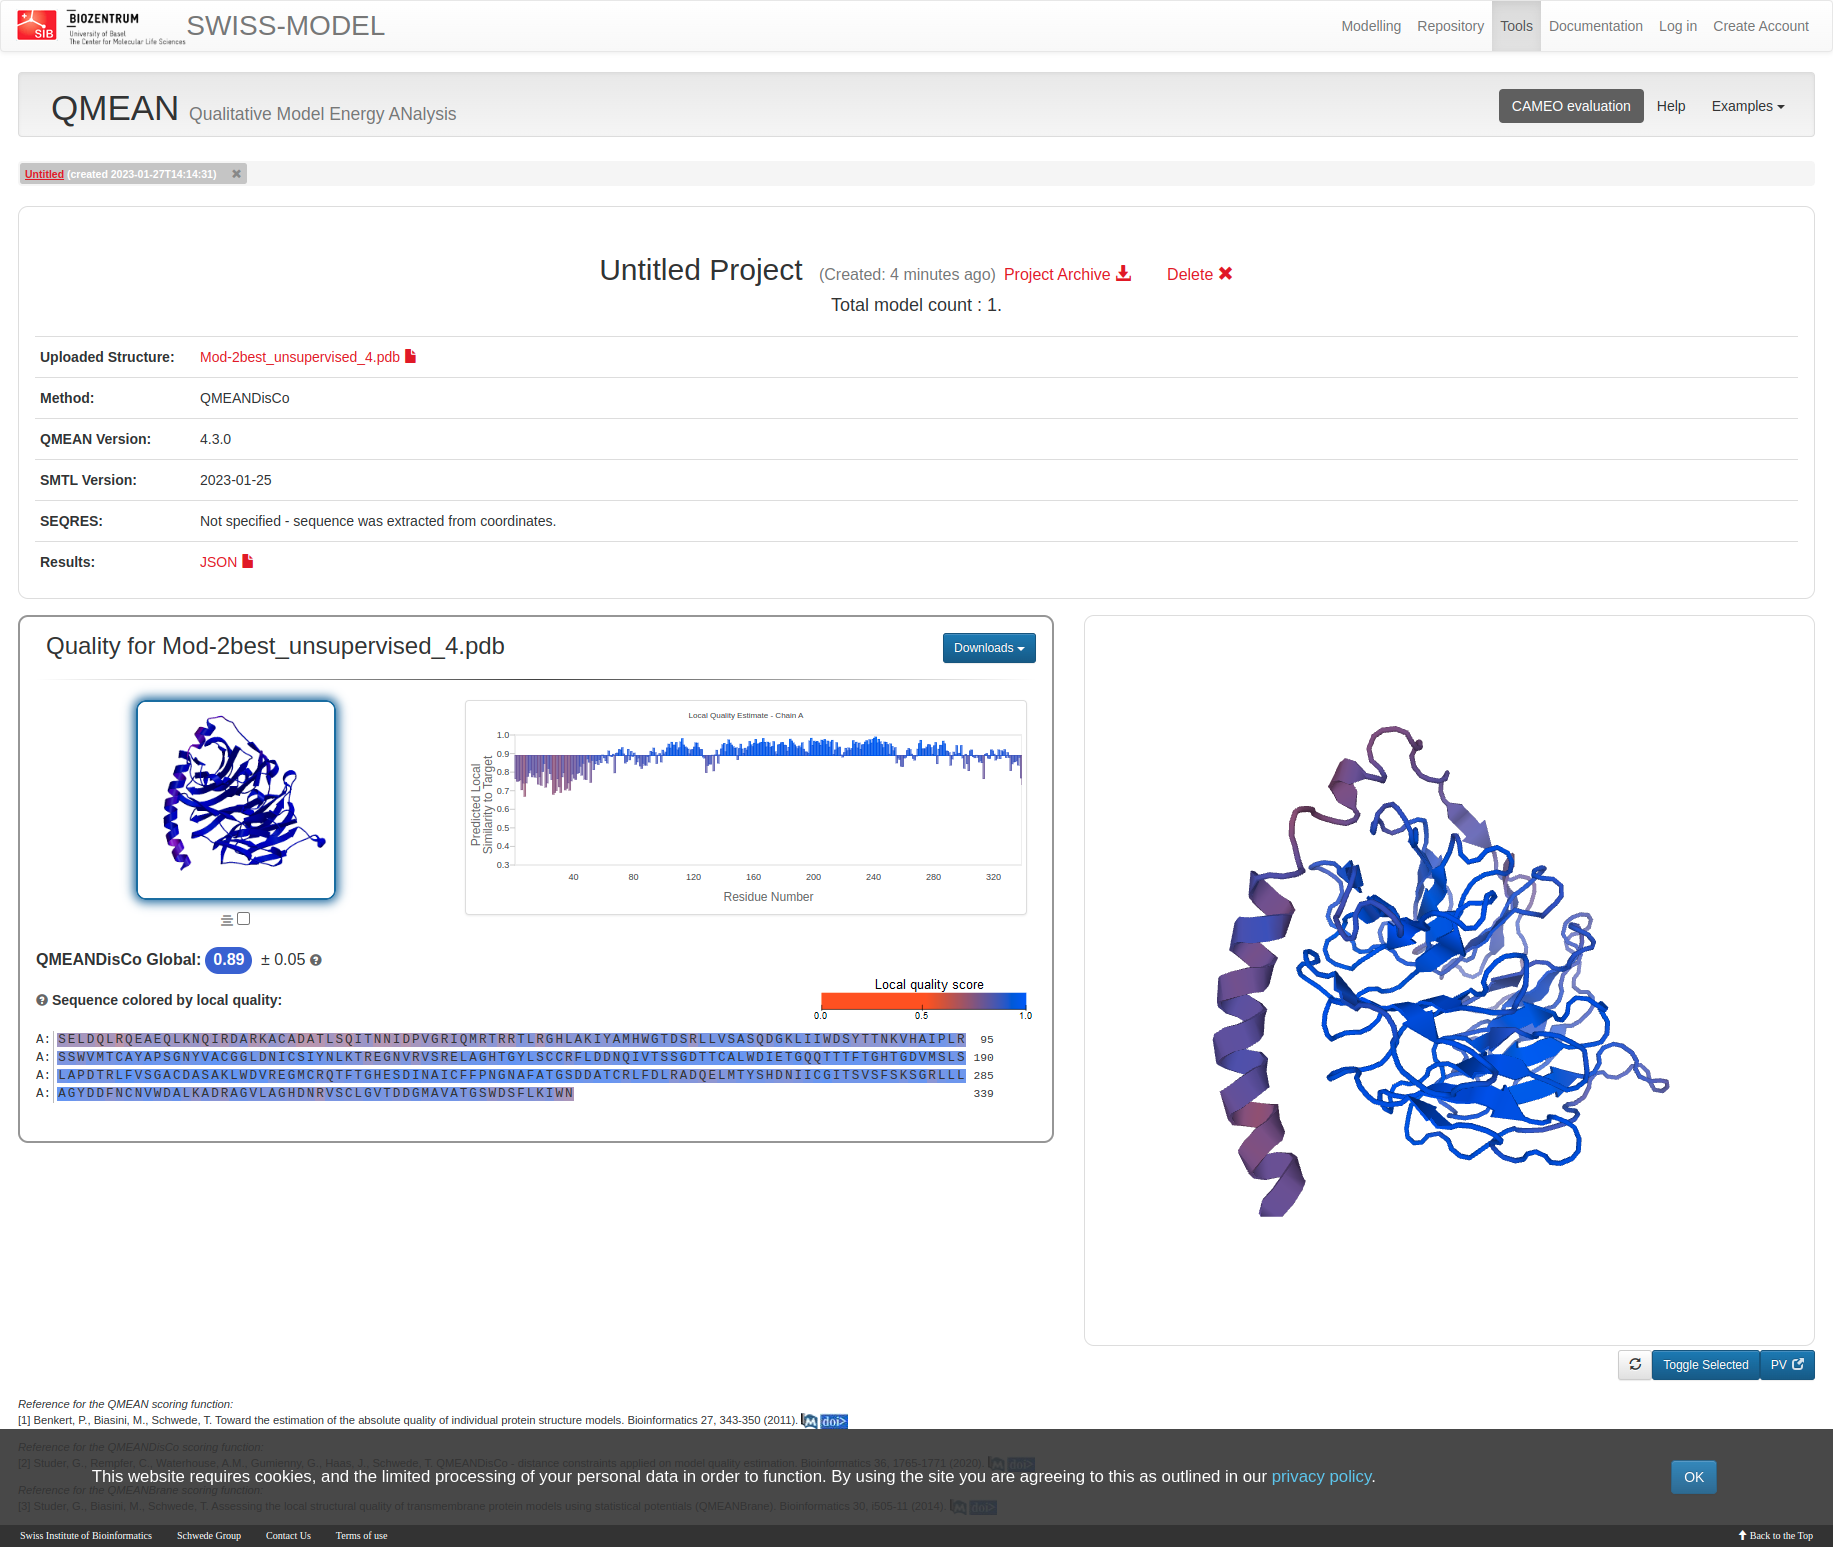 SIB
BIOZENTRUM
University of Basel
The Center for Molecular Life Sciences
SWISS-MODEL
Modelling Repository Tools Documentation Log in Create Account
QMEAN Qualitative Model Energy ANalysis
CAMEO evaluation Help Examples
Untitled (created 2023-01-27T14:14:31)
Untitled Project (Created: 4 minutes ago) Project Archive Delete
Total model count : 1.
Uploaded Structure: Mod-2best_unsupervised_4.pdb
Method: QMEANDisCo
QMEAN Version: 4.3.0
SMTL Version: 2023-01-25
SEQRES: Not specified - sequence was extracted from coordinates.
Results: JSON
Quality for Mod-2best_unsupervised_4.pdb
Downloads
Local Quality Estimate - Chain A
Predicted Local
Similarity to Target
1.0
0.9
0.8
0.7
0.6
0.5
0.4
0.3
40 80 120 160 200 240 280 320
Residue Number
QMEANDisCo Global: 0.89 ± 0.05
Sequence colored by local quality:
Local quality score
0.0 0.5 1.0
A: SELDQLRQEAEQLKNQIRDARKACADATLSQITNNIDPVGRIQMRTRRTLRGHLAKIYAMHWGTDSRLLVSASQDGKLIIWDSYTTNKVHAIPLR 95
A: SSWVMTCAYAPSGNYVACGGLDNICSIYNLKTREGNVRVSRELAGHTGYLSCCRFLDDNQIVTSSGDTTCALWDIETGQQTTTFTGHTGDVMSLS 190
A: LAPDTRLFVSGACDASAKLWDVREGMCRQTFTGHESDINAICFFPNGNAFATGSDDATCRLFDLRADQELMTYSHDNIICGITSVSFSKSGRLLL 285
A: AGYDDFNCNVWDALKADRAGVLAGHDNRVSCLGVTDDGMAVATGSWDSFLKIWN 339
Toggle Selected PV
Reference for the QMEAN scoring function:
[1] Benkert, P., Biasini, M., Schwede, T. Toward the estimation of the absolute quality of individual protein structure models. Bioinformatics 27, 343-350 (2011). M doi>
Reference for the QMEANDisCo scoring function:
[2] Studer, G., Rempfer, C., Waterhouse, A.M., Gumienny, G., Haas, J., Schwede, T. QMEANDisCo - distance constraints applied on model quality estimation. Bioinformatics 36, 1765-1771 (2020). M doi>
This website requires cookies, and the limited processing of your personal data in order to function. By using the site you are agreeing to this as outlined in our privacy policy.
OK
Reference for the QMEANBrane scoring function:
[3] Studer, G., Biasini, M., Schwede, T. Assessing the local structural quality of transmembrane protein models using statistical potentials (QMEANBrane). Bioinformatics 30, i505-11 (2014). M doi>
Swiss Institute of Bioinformatics Schwede Group Contact Us Terms of use Back to the Top